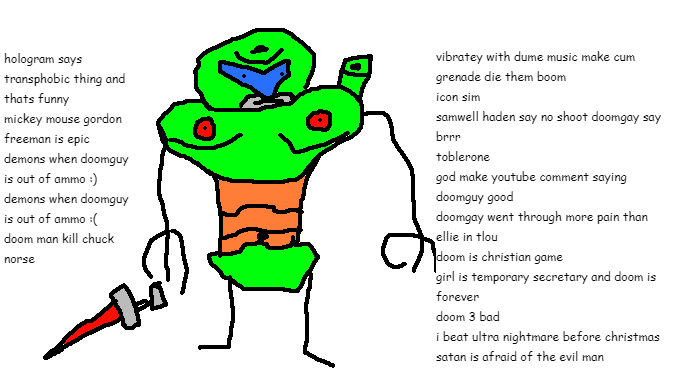 hologram says
transphobic thing and
thats funny
mickey mouse gordon
freeman is epic
demons when doomguy
is out of ammo :)
demons when doomguy
is out of ammo :(
doom man kill chuck
norse
vibratey with dume music make cum
grenade die them boom
icon sim
samwell haden say no shoot doomgay say
brrr
toblerone
god make youtube comment saying
doomguy good
doomgay went through more pain than
ellie in tlou
doom is christian game
girl is temporary secretary and doom is
forever
doom 3 bad
i beat ultra nightmare before christmas
satan is afraid of the evil man